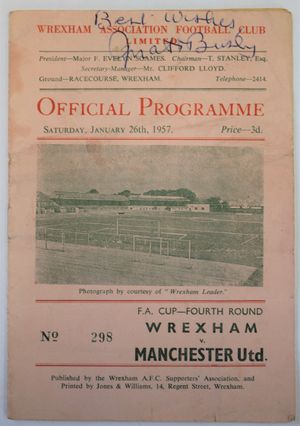 WREXHAM ASSOCIATION FOOTBALL CLUB
Best Wishes
LIMITED
Matt Busby
President—Major F. EVELYN SOAMES. Chairman—T. STANLEY, Esq.
Secretary-Manager—Mr. CLIFFORD LLOYD.
Ground—RACECOURSE, WREXHAM. Telephone—2414.
OFFICIAL PROGRAMME
SATURDAY, JANUARY 26th, 1957. Price—3d.
Photograph by courtesy of "Wrexham Leader."
F.A. CUP—FOURTH ROUND
No 298
WREXHAM
v.
MANCHESTER Utd.
Published by the Wrexham A.F.C. Supporters' Association, and
Printed by Jones & Williams, 14, Regent Street, Wrexham.